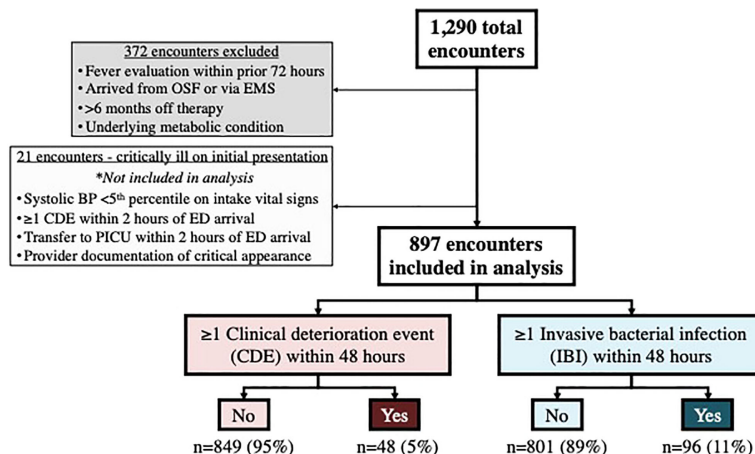 1,290 total
encounters
372 encounters excluded
•Fever evaluation within prior 72 hours
•Arrived from OSF or via EMS
•>6 months off therapy
•Underlying metabolic condition
21 encounters - critically ill on initial presentation
*Not included in analysis
•Systolic BP <5th percentile on intake vital signs
•≥1 CDE within 2 hours of ED arrival
•Transfer to PICU within 2 hours of ED arrival
•Provider documentation of critical appearance
897 encounters
included in analysis
≥1 Clinical deterioration event
(CDE) within 48 hours
≥1 Invasive bacterial infection
(IBI) within 48 hours
No
Yes
No
Yes
n=849 (95%)
n=48 (5%)
n=801 (89%)
n=96 (11%)